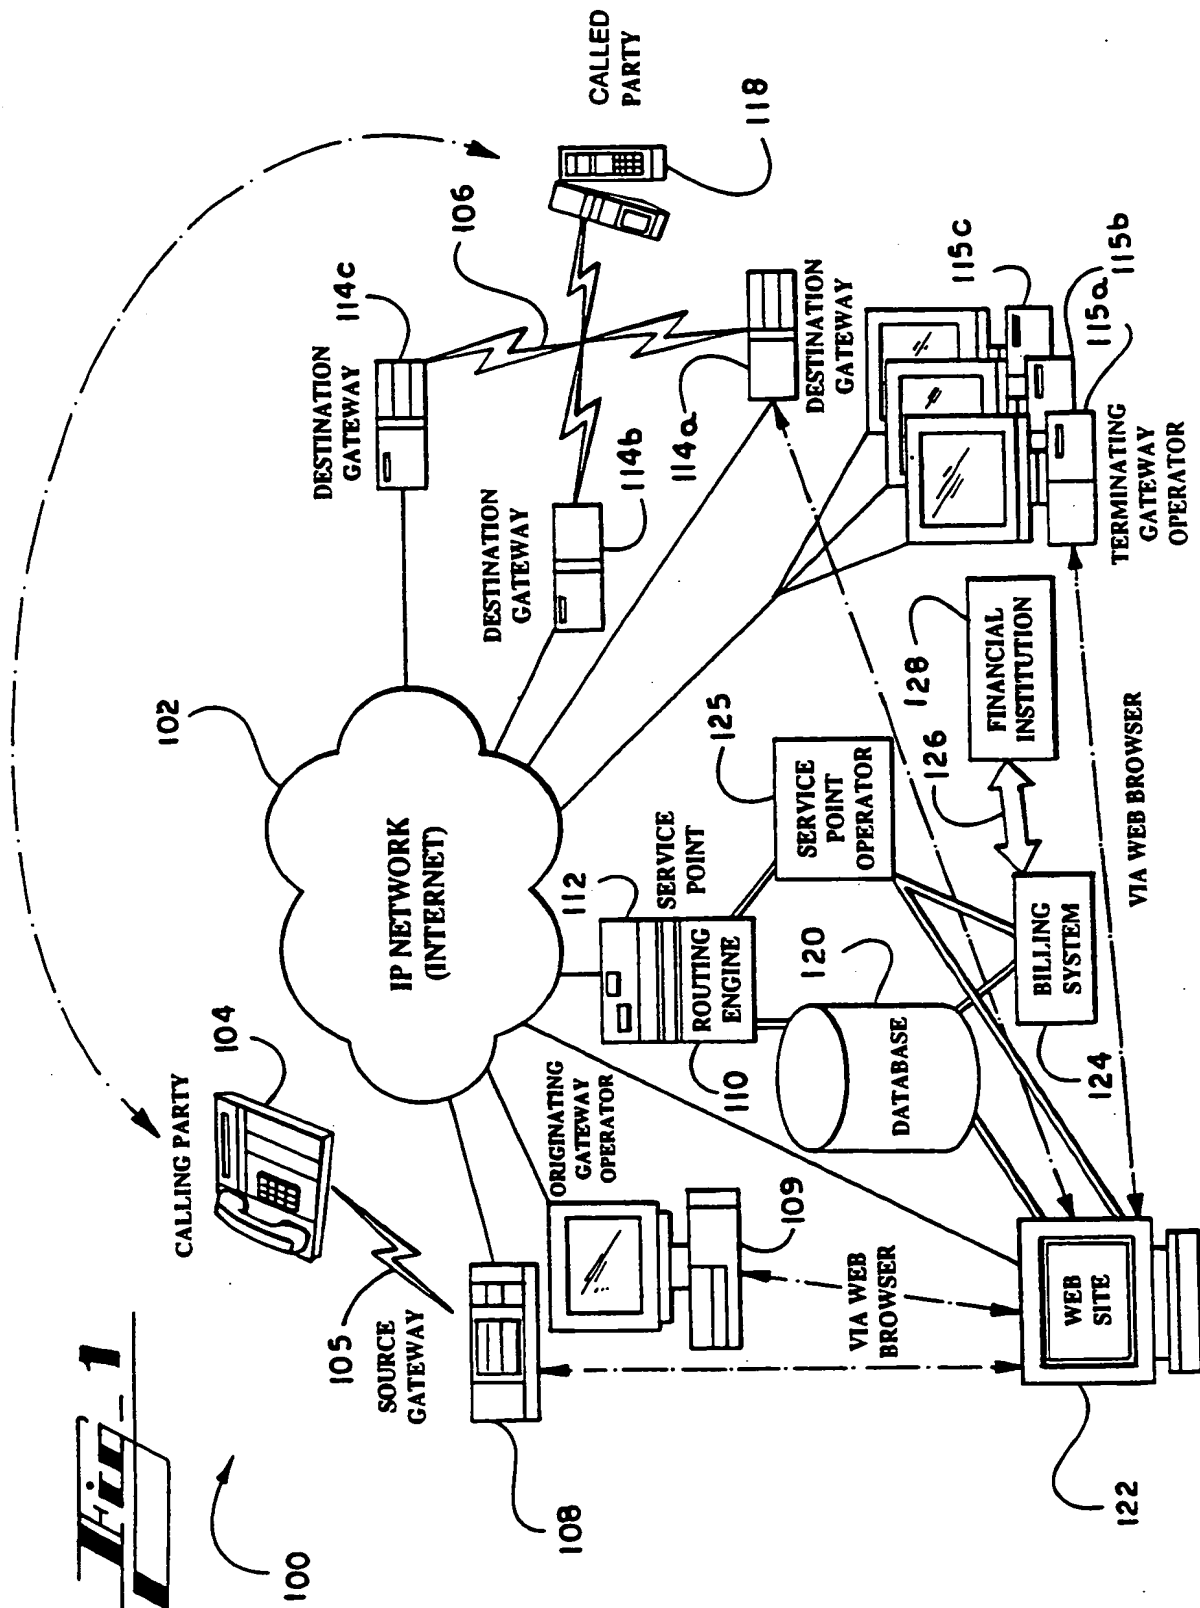 Fig_1
100
CALLING PARTY
104
105
SOURCE
GATEWAY
108
102
IP NETWORK
(INTERNET)
DESTINATION
GATEWAY
114c
106
CALLED
PARTY
118
DESTINATION
GATEWAY
114b
114a
DESTINATION
GATEWAY
ORIGINATING
GATEWAY
OPERATOR
109
112
SERVICE
POINT
ROUTING
ENGINE
110
125
SERVICE
POINT
OPERATOR
120
DATABASE
128
FINANCIAL
INSTITUTION
126
BILLING
SYSTEM
124
115c
115a
115b
TERMINATING
GATEWAY
OPERATOR
VIA WEB
BROWSER
VIA WEB BROWSER
WEB
SITE
122